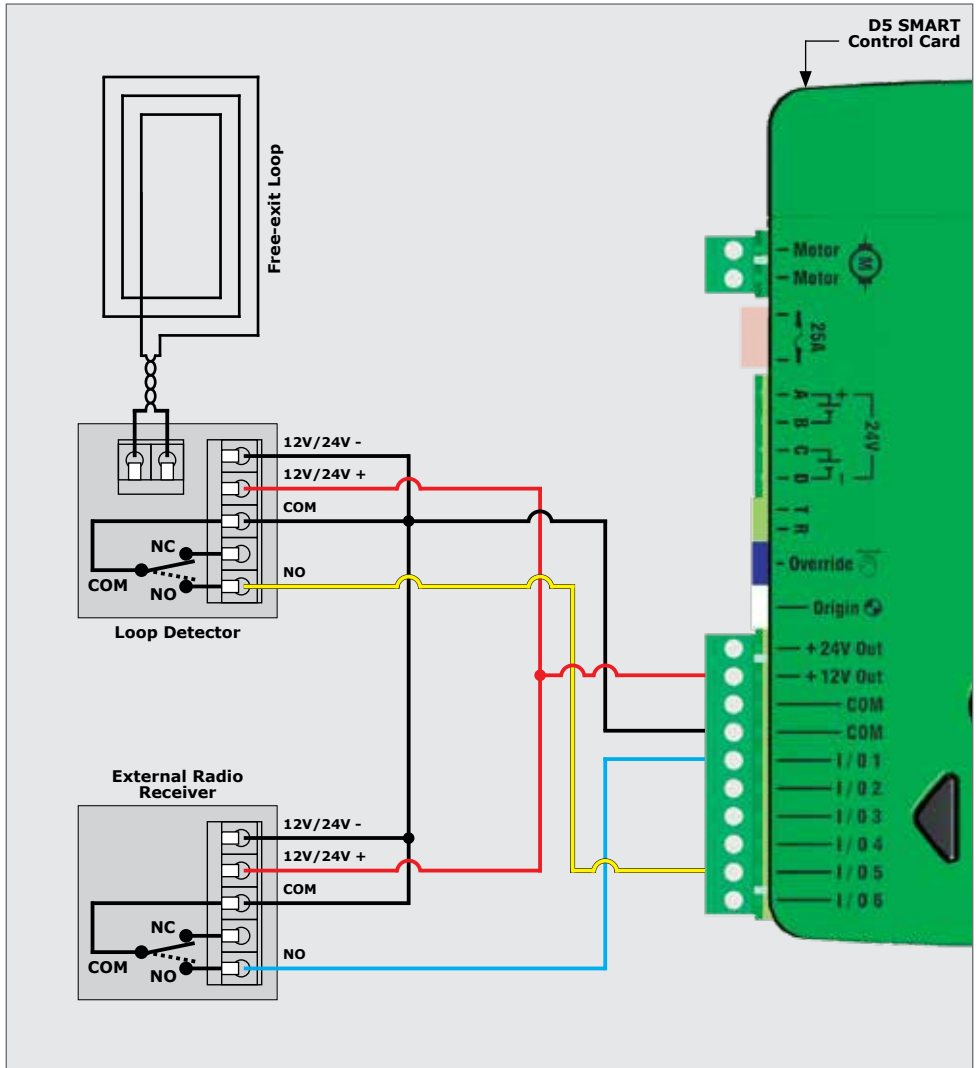 D5 SMART
Control Card
Free-exit Loop
Motor
Motor
M
25A
A +
B
24V
C
D -
T
R
Override
Origin
+24V Out
+12V Out
COM
COM
I/O 1
I/O 2
I/O 3
I/O 4
I/O 5
I/O 6
12V/24V -
12V/24V +
COM
NO
NC
COM
NO
Loop Detector
External Radio
Receiver
12V/24V -
12V/24V +
COM
NO
NC
COM
NO